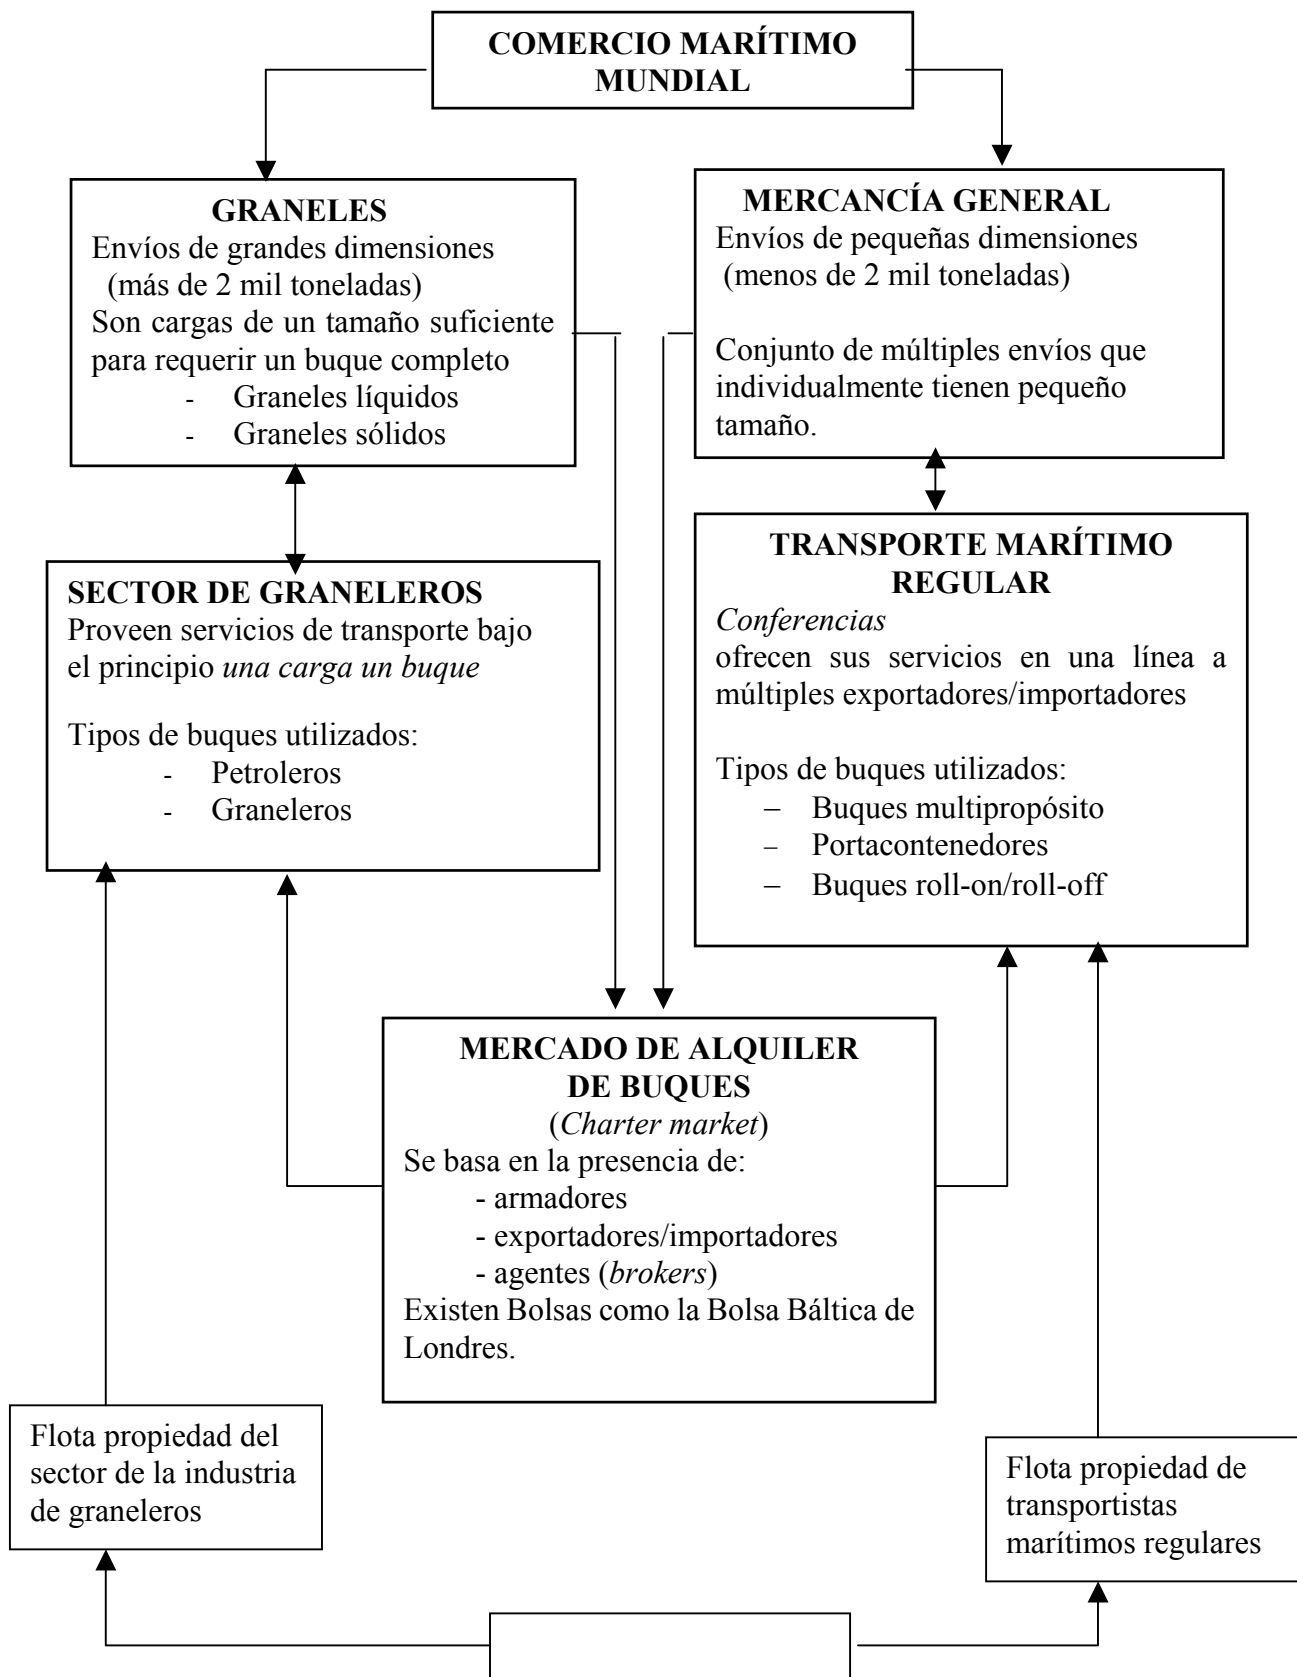 COMERCIO MARÍTIMO
MUNDIAL
GRANELES
Envíos de grandes dimensiones
(más de 2 mil toneladas)
Son cargas de un tamaño suficiente
para requerir un buque completo
- Graneles líquidos
- Graneles sólidos
MERCANCÍA GENERAL
Envíos de pequeñas dimensiones
(menos de 2 mil toneladas)
Conjunto de múltiples envíos que
individualmente tienen pequeño
tamaño.
SECTOR DE GRANELEROS
Proveen servicios de transporte bajo
el principio una carga un buque
Tipos de buques utilizados:
- Petroleros
- Graneleros
TRANSPORTE MARÍTIMO
REGULAR
Conferencias
ofrecen sus servicios en una línea a
múltiples exportadores/importadores
Tipos de buques utilizados:
– Buques multipropósito
– Portacontenedores
– Buques roll-on/roll-off
MERCADO DE ALQUILER
DE BUQUES
(Charter market)
Se basa en la presencia de:
- armadores
- exportadores/importadores
- agentes (brokers)
Existen Bolsas como la Bolsa Báltica de
Londres.
Flota propiedad del
sector de la industria
de graneleros
Flota propiedad de
transportistas
marítimos regulares